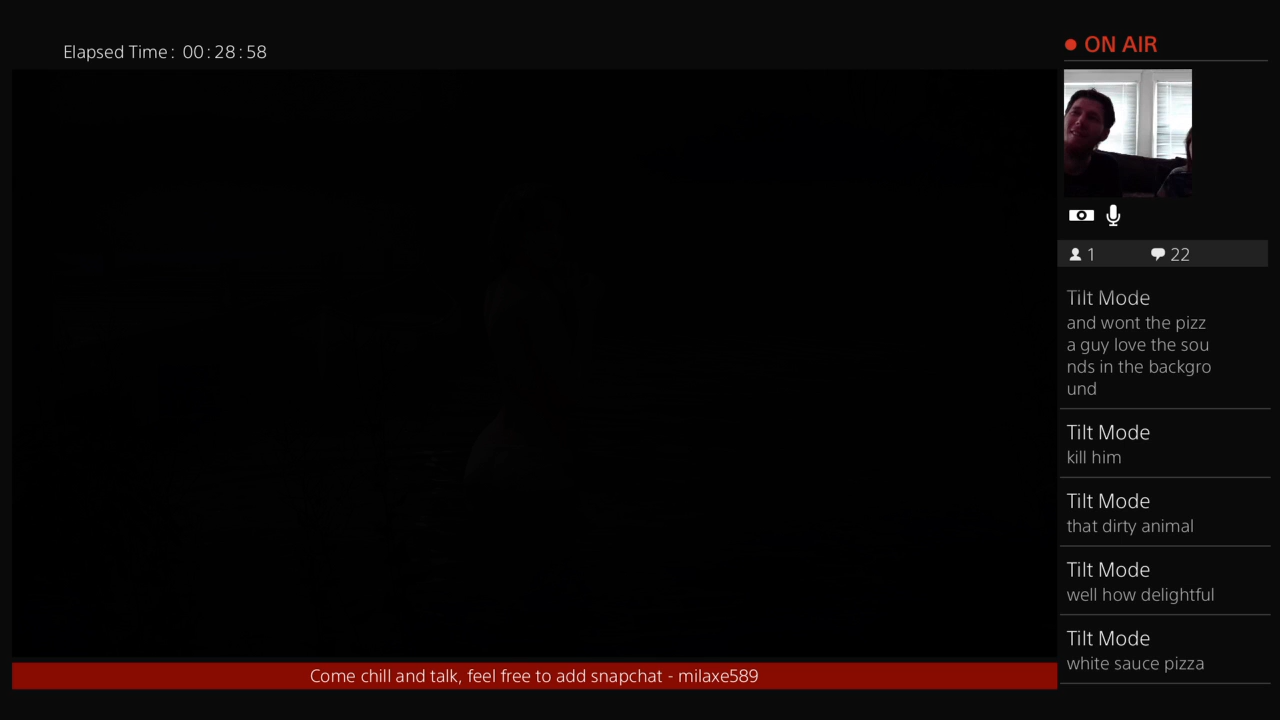 Elapsed Time: 00:28:58
ON AIR
1
22
Tilt Mode
and wont the pizz
a guy love the sou
nds in the backgro
und
Tilt Mode
kill him
Tilt Mode
that dirty animal
Tilt Mode
well how delightful
Tilt Mode
white sauce pizza
Come chill and talk, feel free to add snapchat - milaxe589